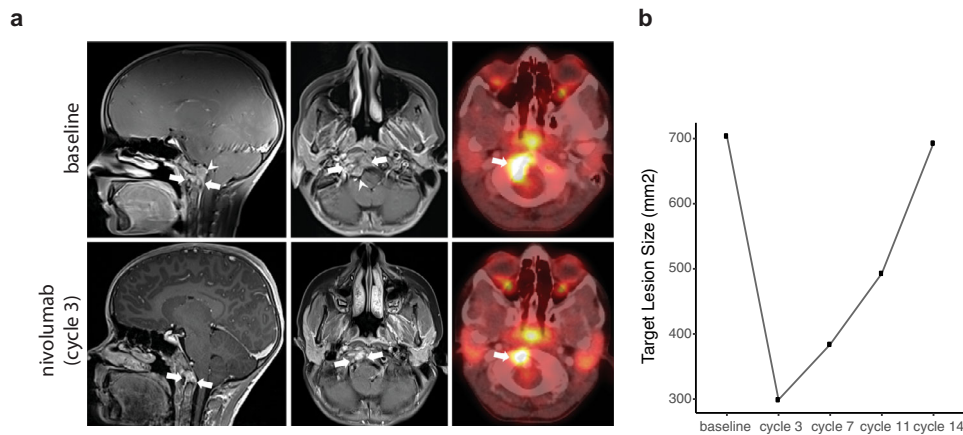 a
baseline
nivolumab
(cycle 3)
b
Target Lesion Size (mm2)
700
600
500
400
300
baseline cycle 3 cycle 7 cycle 11 cycle 14